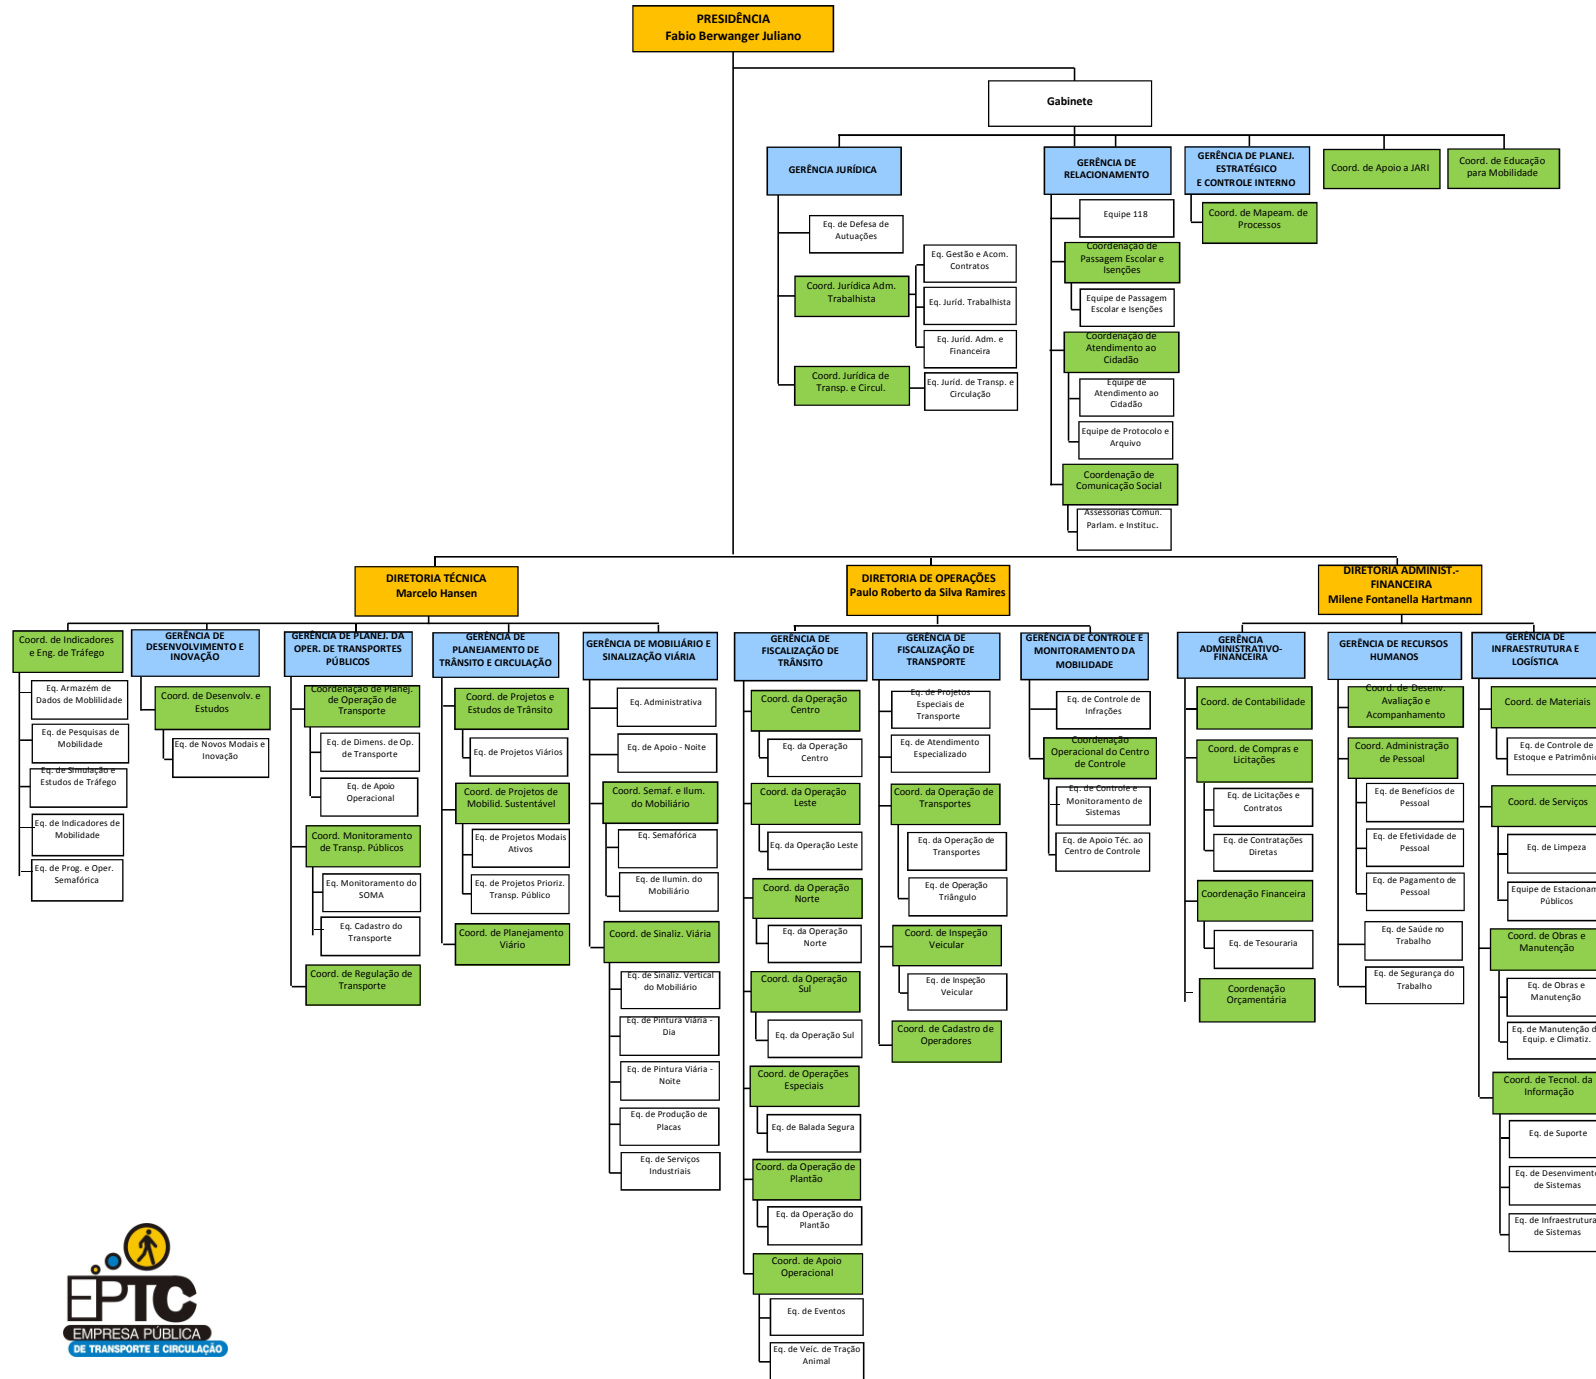 PRESIDÊNCIA
Fabio Berwanger Juliano
Gabinete
GERÊNCIA JURÍDICA
Eq. de Defesa de
Autuações
Coord. Jurídica Adm.
Trabalhista
Eq. Gestão e Acom.
Contratos
Eq. Juríd. Trabalhista
Eq. Juríd. Adm. e
Financeira
Coord. Jurídica de
Transp. e Circul.
Eq. Juríd. de Transp. e
Circulação
GERÊNCIA DE
RELACIONAMENTO
Equipe 118
Coordenação de
Passagem Escolar e
Isenções
Equipe de Passagem
Escolar e Isenções
Coordenação de
Atendimento ao
Cidadão
Equipe de
Atendimento ao
Cidadão
Equipe de Protocolo e
Arquivo
Coordenação de
Comunicação Social
Assessorias Comun.
Parlam. e Instituc.
GERÊNCIA DE PLANEJ.
ESTRATÉGICO
E CONTROLE INTERNO
Coord. de Mapeam. de
Processos
Coord. de Apoio a JARI
Coord. de Educação
para Mobilidade
DIRETORIA TÉCNICA
Marcelo Hansen
Coord. de Indicadores
e Eng. de Tráfego
Eq. Armazém de
Dados de Moblilidade
Eq. de Pesquisas de
Mobilidade
Eq. de Simulação e
Estudos de Tráfego
Eq. de Indicadores de
Mobilidade
Eq. de Prog. e Oper.
Semafórica
GERÊNCIA DE
DESENVOLVIMENTO E
INOVAÇÃO
Coord. de Desenvolv. e
Estudos
Eq. de Novos Modais e
Inovação
GERÊNCIA DE PLANEJ. DA
OPER. DE TRANSPORTES
PÚBLICOS
Coordenação de Planej.
de Operação de
Transporte
Eq. de Dimens. de Op.
de Transporte
Eq. de Apoio
Operacional
Coord. Monitoramento
de Transp. Públicos
Eq. Monitoramento do
SOMA
Eq. Cadastro do
Transporte
Coord. de Regulação de
Transporte
GERÊNCIA DE
PLANEJAMENTO DE
TRÂNSITO E CIRCULAÇÃO
Coord. de Projetos e
Estudos de Trânsito
Eq. de Projetos Viários
Coord. de Projetos de
Mobilid. Sustentável
Eq. de Projetos Modais
Ativos
Eq. de Projetos Prioriz.
Transp. Público
Coord. de Planejamento
Viário
GERÊNCIA DE MOBILIÁRIO E
SINALIZAÇÃO VIÁRIA
Eq. Administrativa
Eq. de Apoio - Noite
Coord. Semaf. e Ilum.
do Mobiliário
Eq. Semafórica
Eq. de Ilumin. do
Mobiliário
Coord. de Sinaliz. Viária
Eq. de Sinaliz. Vertical
do Mobiliário
Eq. de Pintura Viária -
Dia
Eq. de Pintura Viária -
Noite
Eq. de Produção de
Placas
Eq. de Serviços
Industriais
DIRETORIA DE OPERAÇÕES
Paulo Roberto da Silva Ramires
GERÊNCIA DE
FISCALIZAÇÃO DE
TRÂNSITO
Coord. da Operação
Centro
Eq. da Operação
Centro
Coord. da Operação
Leste
Eq. da Operação Leste
Coord. da Operação
Norte
Eq. da Operação
Norte
Coord. da Operação
Sul
Eq. da Operação Sul
Coord. de Operações
Especiais
Eq. de Balada Segura
Coord. da Operação de
Plantão
Eq. da Operação do
Plantão
Coord. de Apoio
Operacional
Eq. de Eventos
Eq. de Veíc. de Tração
Animal
GERÊNCIA DE
FISCALIZAÇÃO DE
TRANSPORTE
Eq. de Projetos
Especiais de
Transporte
Eq. de Atendimento
Especializado
Coord. da Operação de
Transportes
Eq. da Operação de
Transportes
Eq. de Operação
Triângulo
Coord. de Inspeção
Veicular
Eq. de Inspeção
Veicular
Coord. de Cadastro de
Operadores
GERÊNCIA DE CONTROLE E
MONITORAMENTO DA
MOBILIDADE
Eq. de Controle de
Infrações
Coordenação
Operacional do Centro
de Controle
Eq. de Controle e
Monitoramento de
Sistemas
Eq. de Apoio Téc. ao
Centro de Controle
DIRETORIA ADMINIST.-
FINANCEIRA
Milene Fontanella Hartmann
GERÊNCIA
ADMINISTRATIVO-
FINANCEIRA
Coord. de Contabilidade
Coord. de Compras e
Licitações
Eq. de Licitações e
Contratos
Eq. de Contratações
Diretas
Coordenação Financeira
Eq. de Tesouraria
Coordenação
Orçamentária
GERÊNCIA DE RECURSOS
HUMANOS
Coord. de Desenv.
Avaliação e
Acompanhamento
Coord. Administração
de Pessoal
Eq. de Benefícios de
Pessoal
Eq. de Efetividade de
Pessoal
Eq. de Pagamento de
Pessoal
Eq. de Saúde no
Trabalho
Eq. de Segurança do
Trabalho
GERÊNCIA DE
INFRAESTRUTURA E
LOGÍSTICA
Coord. de Materiais
Eq. de Controle de
Estoque e Patrimôni
Coord. de Serviços
Eq. de Limpeza
Equipe de Estacionam
Públicos
Coord. de Obras e
Manutenção
Eq. de Obras e
Manutenção
Eq. de Manutenção d
Equip. e Climatiz.
Coord. de Tecnol. da
Informação
Eq. de Suporte
Eq. de Desenvimento
de Sistemas
Eq. de Infraestrutura
de Sistemas
EPTC
EMPRESA PÚBLICA
DE TRANSPORTE E CIRCULAÇÃO